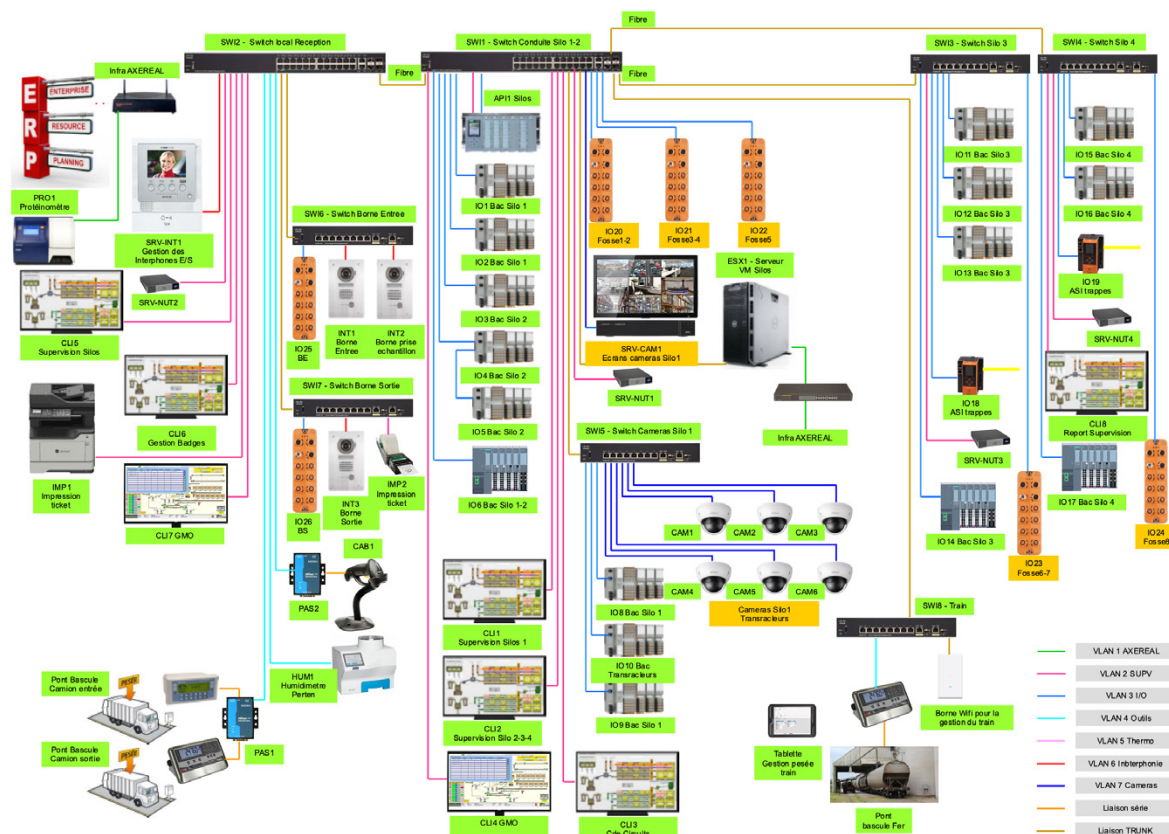 Fibre
SWI2 - Switch local Reception
SWI1 - Switch Conduite Silo 1-2
SWI3 - Switch Silo 3
SWI4 - Switch Silo 4
Infra AXEREAL
Fibre
Fibre
ENTERPRISE
RESOURCE
PLANNING
E
R
P
API1 Silos
IO11 Bac Silo 3
IO15 Bac Silo 4
PRO1
Protéinomètre
IO1 Bac Silo 1
IO12 Bac Silo 3
IO16 Bac Silo 4
SWI6 - Switch Borne Entree
IO20
Fosse1-2
IO21
Fosse3-4
IO22
Fosse5
SRV-INT1
Gestion des
Interphones E/S
IO2 Bac Silo 1
ESX1 - Serveur
VM Silos
IO13 Bac Silo 3
IO19
ASI trappes
SRV-NUT2
IO3 Bac Silo 2
SRV-NUT4
CLI5
Supervision Silos
IO25
BE
INT1
Borne
Entree
INT2
Borne prise
echantillon
SRV-CAM1
Ecrans cameras Silo1
IO4 Bac Silo 2
SWI7 - Switch Borne Sortie
SRV-NUT1
IO18
ASI trappes
CLI8
Report Supervision
CLI6
Gestion Badges
IO5 Bac Silo 2
SWI5 - Switch Cameras Silo 1
Infra AXEREAL
SRV-NUT3
IMP1
Impression
ticket
IMP2
Impression
ticket
INT3
Borne
Sortie
IO6 Bac Silo 1-2
IO17 Bac Silo 4
CLI7 GMO
IO26
BS
CAM1
CAM2
CAM3
IO14 Bac Silo 3
IO24
Fosse8
CAB1
IO23
Fosse6-7
PAS2
CAM4
CAM5
CAM6
IO8 Bac Silo 1
Cameras Silo1
Transracleurs
SWI8 - Train
CLI1
Supervision Silos 1
VLAN 1 AXEREAL
HUM1
Humidimetre
Perten
IO10 Bac
Transracleurs
VLAN 2 SUPV
Pont Bascule
Camion entrée
PESÉE
VLAN 3 I/O
VLAN 4 Outils
IO9 Bac Silo 1
Borne Wifi pour la
gestion du train
CLI2
Supervision Silo 2-3-4
PAS1
VLAN 5 Thermo
Pont Bascule
Camion sortie
PESÉE
Tablette
Gestion pesée
train
VLAN 6 Inbterphonie
VLAN 7 Cameras
Liaison série
CLI4 GMO
CLI3
Cde Circuits
Pont
bascule Fer
Liaison TRUNK